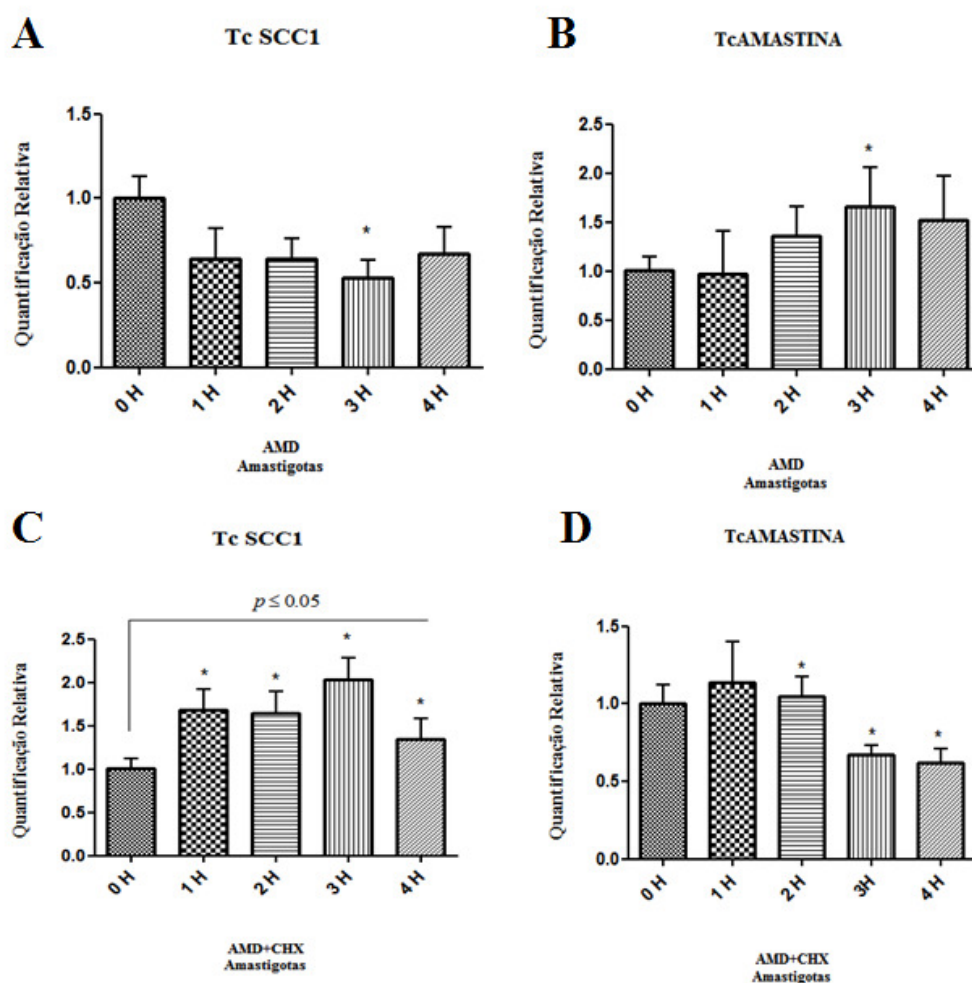 A
Tc SCC1
Quantificação Relativa
1.5
1.0
0.5
0.0
*
0 H
1 H
2 H
3 H
4 H
AMD
Amastigotas
B
TcAMASTINA
Quantificação Relativa
2.5
2.0
1.5
1.0
0.5
0.0
*
0 H
1 H
2 H
3 H
4 H
AMD
Amastigotas
C
Tc SCC1
p ≤ 0.05
Quantificação Relativa
2.5
2.0
1.5
1.0
0.5
0.0
*
*
*
*
0 H
1 H
2 H
3 H
4 H
AMD+CHX
Amastigotas
D
TcAMASTINA
Quantificação Relativa
1.5
1.0
0.5
0.0
*
*
*
0 H
1 H
2 H
3H
4 H
AMD+CHX
Amastigotas